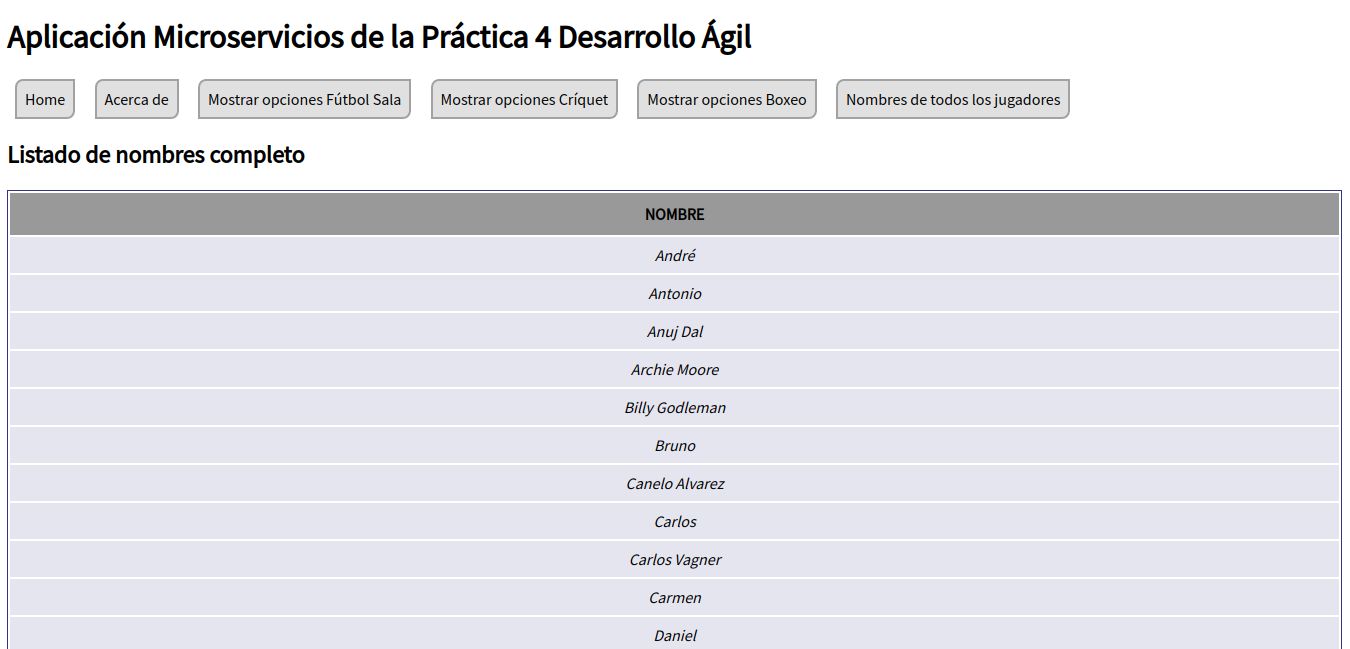 Aplicación Microservicios de la Práctica 4 Desarrollo Ágil
Home Acerca de Mostrar opciones Fútbol Sala Mostrar opciones Críquet Mostrar opciones Boxeo Nombres de todos los jugadores
Listado de nombres completo
NOMBRE
André
Antonio
Anuj Dal
Archie Moore
Billy Godleman
Bruno
Canelo Alvarez
Carlos
Carlos Vagner
Carmen
Daniel